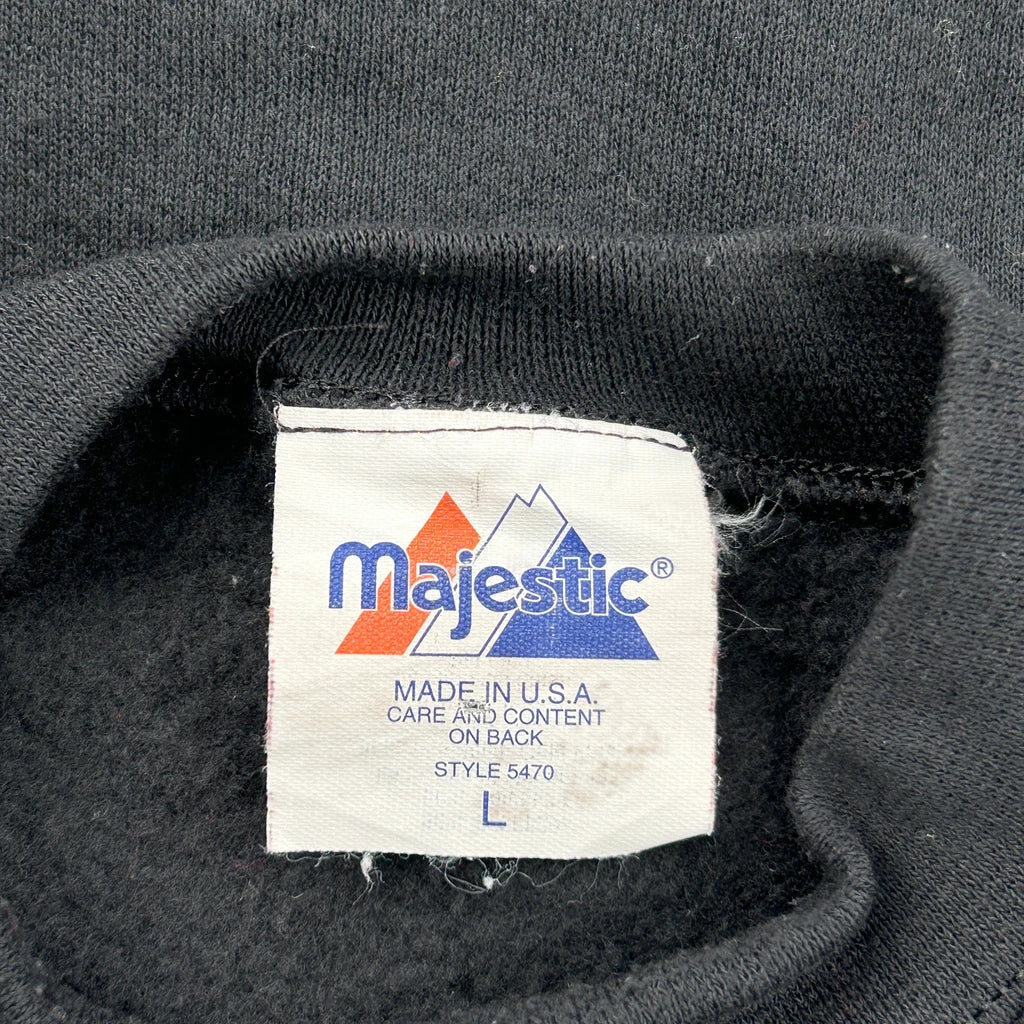 Majestic®
MADE IN U.S.A.
CARE AND CONTENT
ON BACK
STYLE 5470
L